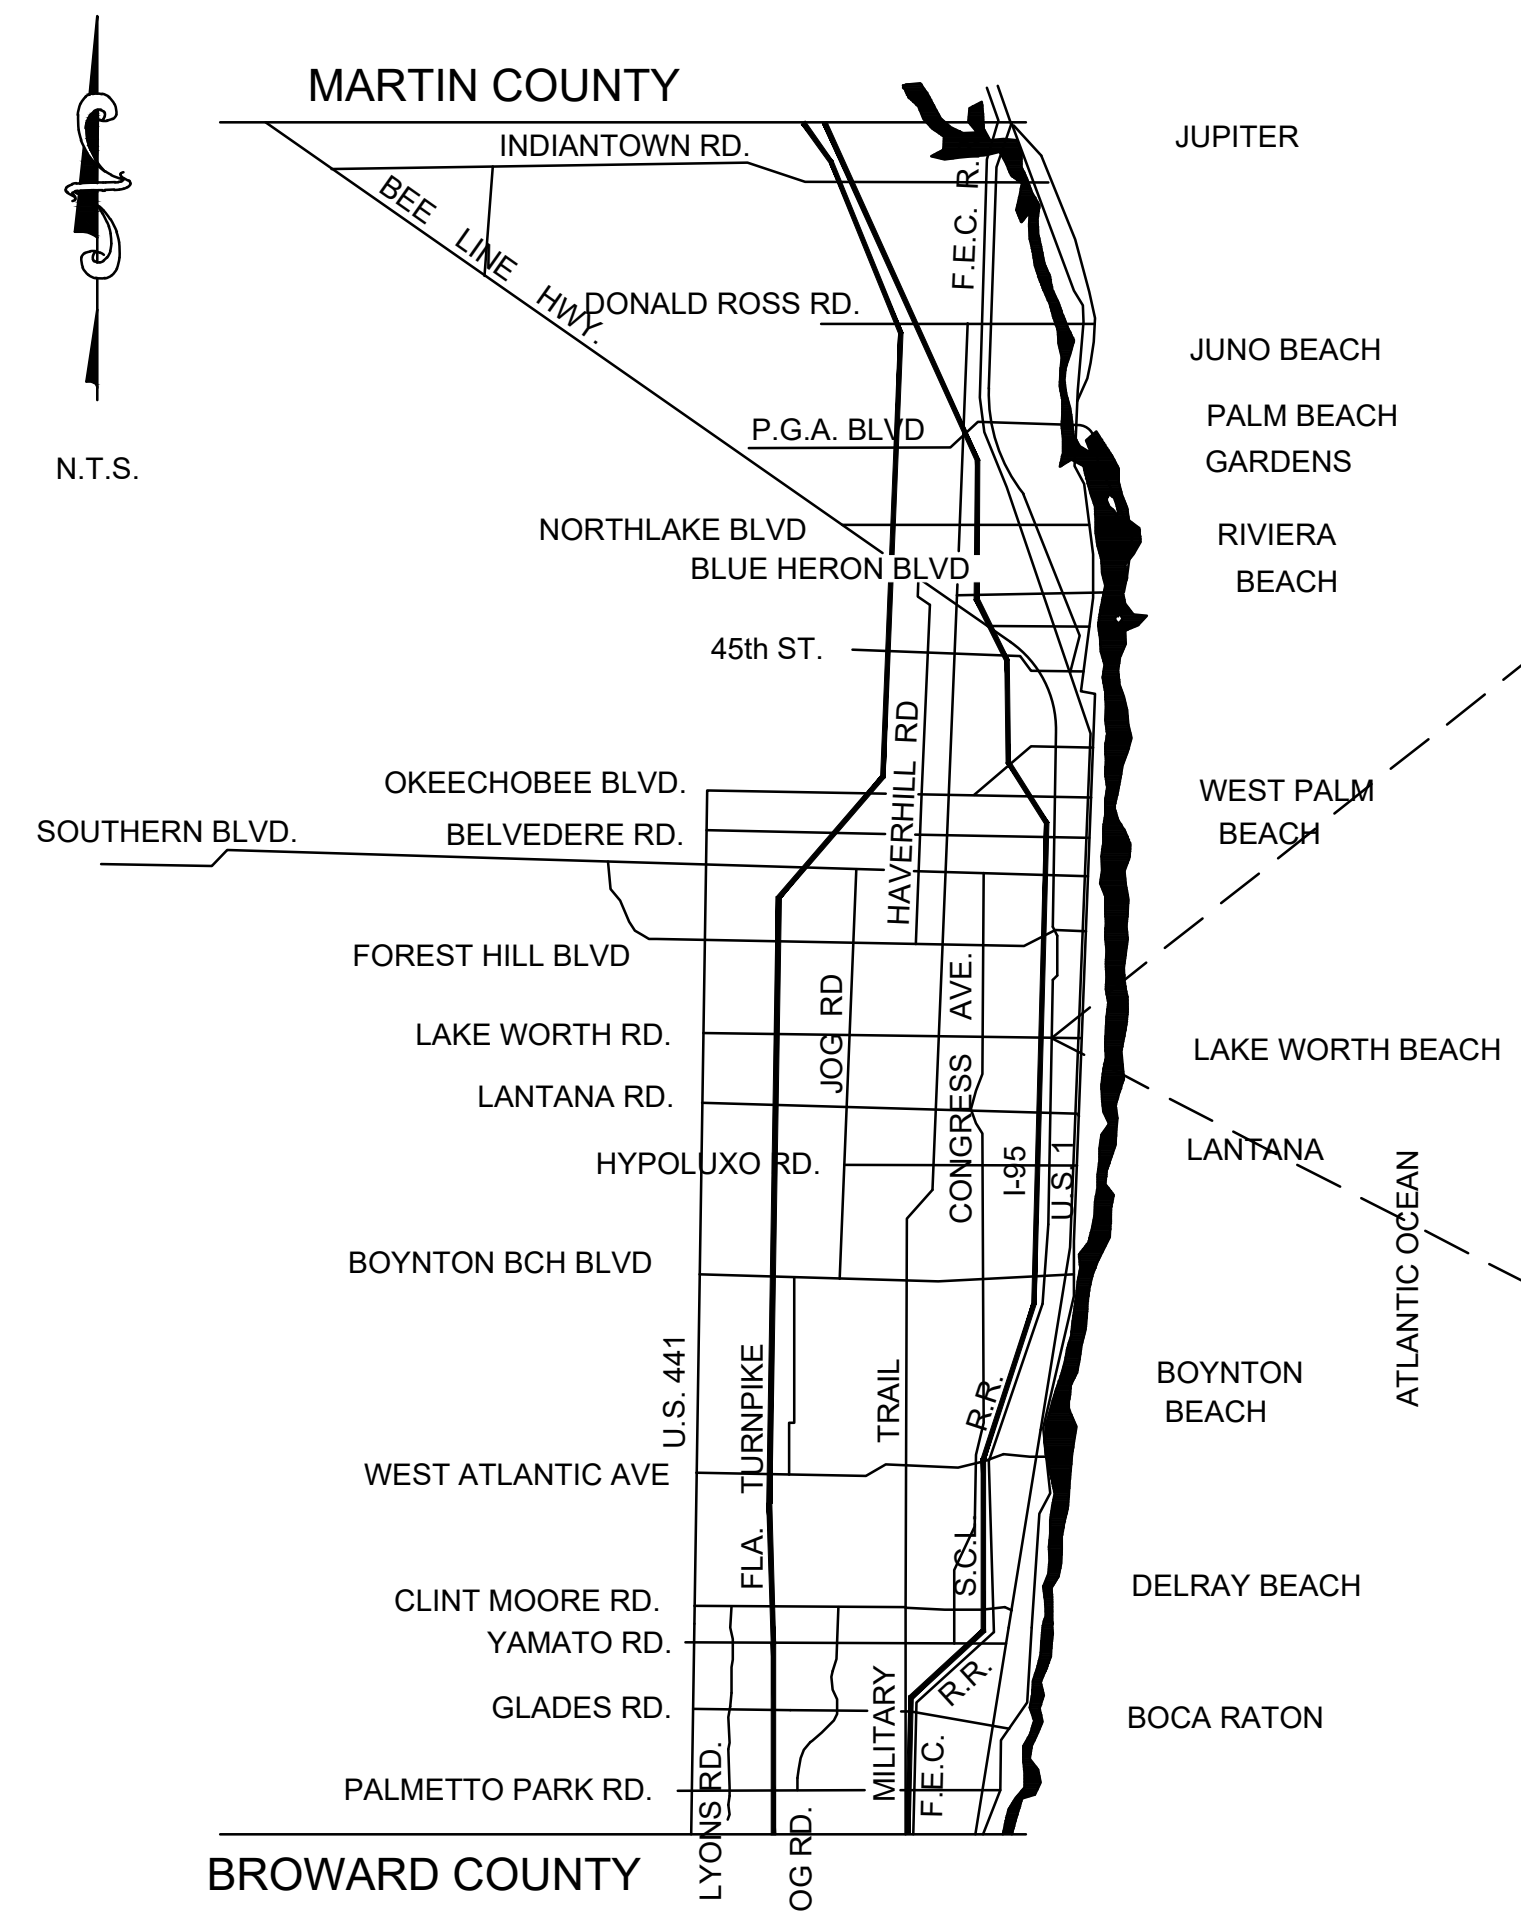 MARTIN COUNTY
JUPITER
INDIANTOWN RD.
F.E.C. R.
BEE LINE HWY.
DONALD ROSS RD.
JUNO BEACH
PALM BEACH
GARDENS
P.G.A. BLVD
N.T.S.
NORTHLAKE BLVD
RIVIERA
BEACH
BLUE HERON BLVD
45th ST.
HAVERHILL RD
OKEECHOBEE BLVD.
WEST PALM
BEACH
SOUTHERN BLVD.
BELVEDERE RD.
FOREST HILL BLVD
JOG RD
CONGRESS AVE.
LAKE WORTH RD.
LAKE WORTH BEACH
LANTANA RD.
LANTANA
HYPOLUXO RD.
I-95
U.S. 1
ATLANTIC OCEAN
BOYNTON BCH BLVD
U.S. 441
FLA. TURNPIKE
MILITARY TRAIL
S.C.L. R.R.
BOYNTON
BEACH
WEST ATLANTIC AVE
DELRAY BEACH
CLINT MOORE RD.
YAMATO RD.
F.E.C. R.R.
GLADES RD.
BOCA RATON
PALMETTO PARK RD.
LYONS RD.
OG RD.
BROWARD COUNTY